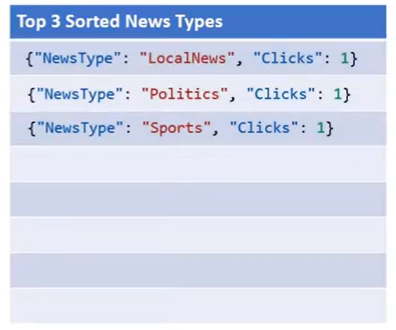 Top 3 Sorted News Types
{"NewsType": "LocalNews", "Clicks": 1}
{"NewsType": "Politics", "Clicks": 1}
{"NewsType": "Sports", "Clicks": 1}